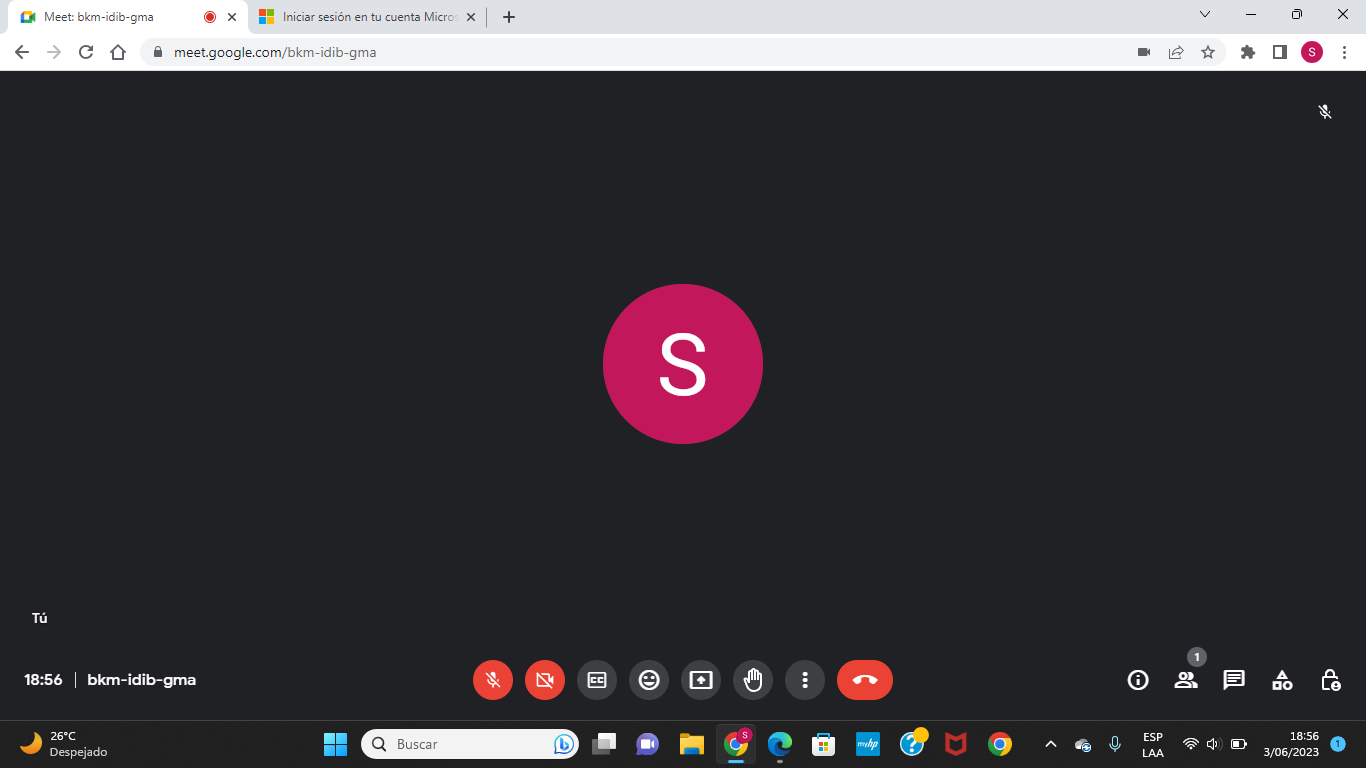 Meet: bkm-idib-gma
Iniciar sesión en tu cuenta Micros
meet.google.com/bkm-idib-gma
S
S
Tú
18:56 | bkm-idib-gma
1
26°C
Despejado
Buscar
S
myhp
ESP
LAA
18:56
3/06/2023
1